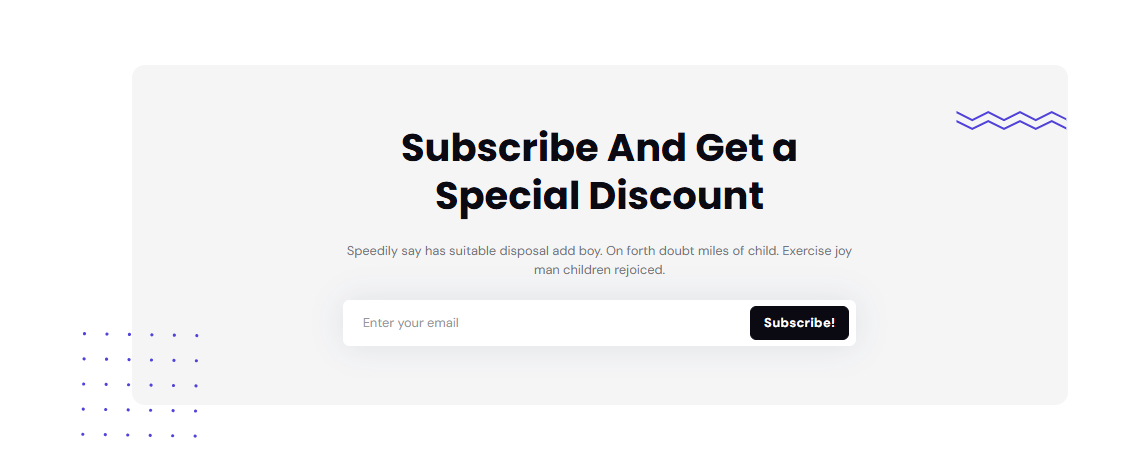 Subscribe And Get a
Special Discount
Speedily say has suitable disposal add boy. On forth doubt miles of child. Exercise joy
man children rejoiced.
Enter your email
Subscribe!